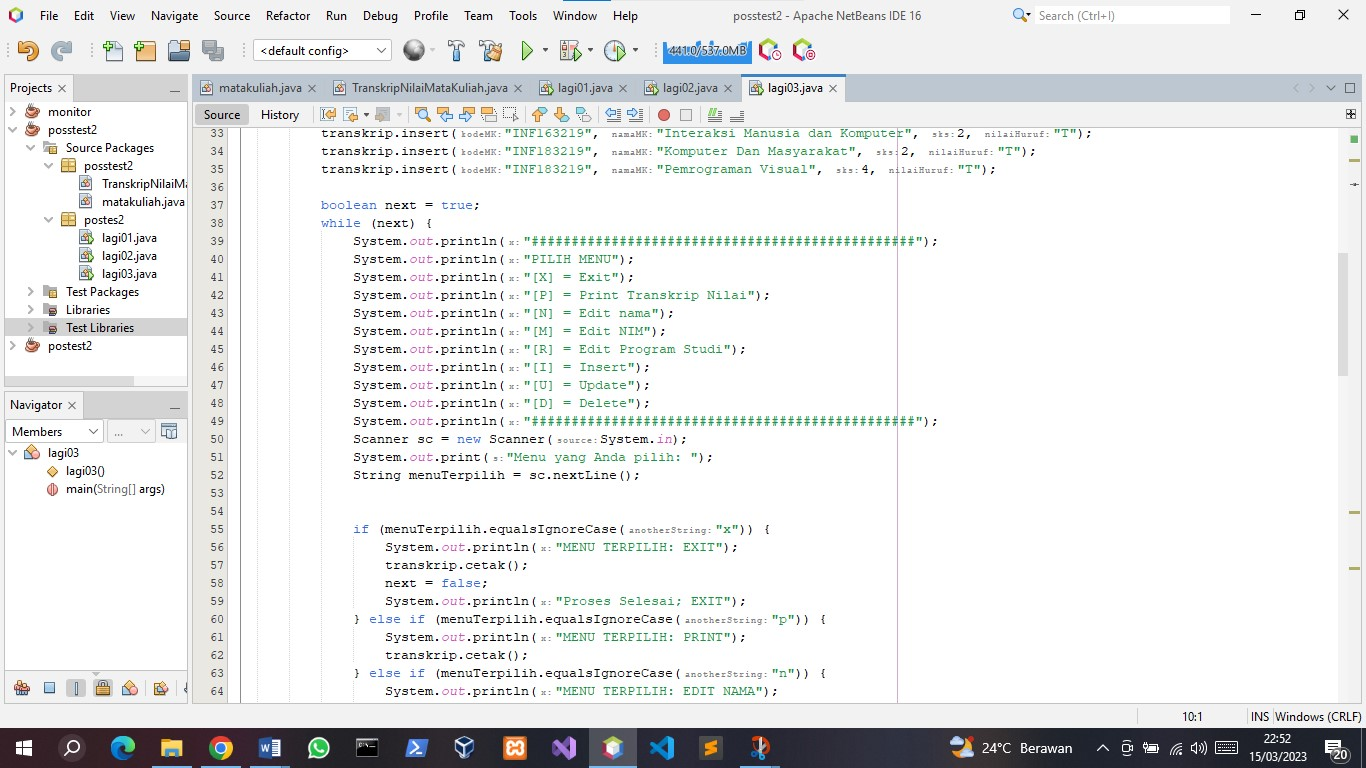 File Edit View Navigate Source Refactor Run Debug Profile Team Tools Window Help posstest2 - Apache NetBeans IDE 16 Search (Ctrl+I)
<default config> 441.0/537.0MB
Projects matakuliah.java TranskripNilaiMataKuliah.java lagi01.java lagi02.java lagi03.java
Source History
monitor
posstest2
Source Packages
posstest2
TranskripNilaiMa
matakuliah.java
postes2
lagi01.java
lagi02.java
lagi03.java
Test Packages
Libraries
Test Libraries
postest2
Navigator
Members ...
lagi03
lagi03()
main(String[] args)
33 transkrip.insert( kodeMK: "INF163219", namaMK: "Interaksi Manusia dan Komputer", sks: 2, nilaiHuruf: "T");
34 transkrip.insert( kodeMK: "INF183219", namaMK: "Komputer Dan Masyarakat", sks: 2, nilaiHuruf: "T");
35 transkrip.insert( kodeMK: "INF183219", namaMK: "Pemrograman Visual", sks: 4, nilaiHuruf: "T");
36
37 boolean next = true;
38 while (next) {
39 System.out.println( x: "################################################");
40 System.out.println( x: "PILIH MENU");
41 System.out.println( x: "[X] = Exit");
42 System.out.println( x: "[P] = Print Transkrip Nilai");
43 System.out.println( x: "[N] = Edit nama");
44 System.out.println( x: "[M] = Edit NIM");
45 System.out.println( x: "[R] = Edit Program Studi");
46 System.out.println( x: "[I] = Insert");
47 System.out.println( x: "[U] = Update");
48 System.out.println( x: "[D] = Delete");
49 System.out.println( x: "################################################");
50 Scanner sc = new Scanner( source: System.in);
51 System.out.print( s: "Menu yang Anda pilih: ");
52 String menuTerpilih = sc.nextLine();
53
54
55 if (menuTerpilih.equalsIgnoreCase( anotherString: "x")) {
56 System.out.println( x: "MENU TERPILIH: EXIT");
57 transkrip.cetak();
58 next = false;
59 System.out.println( x: "Proses Selesai; EXIT");
60 } else if (menuTerpilih.equalsIgnoreCase( anotherString: "p")) {
61 System.out.println( x: "MENU TERPILIH: PRINT");
62 transkrip.cetak();
63 } else if (menuTerpilih.equalsIgnoreCase( anotherString: "n")) {
64 System.out.println( x: "MENU TERPILIH: EDIT NAMA");
10:1 INS Windows (CRLF)
24°C Berawan 22:52
15/03/2023 20